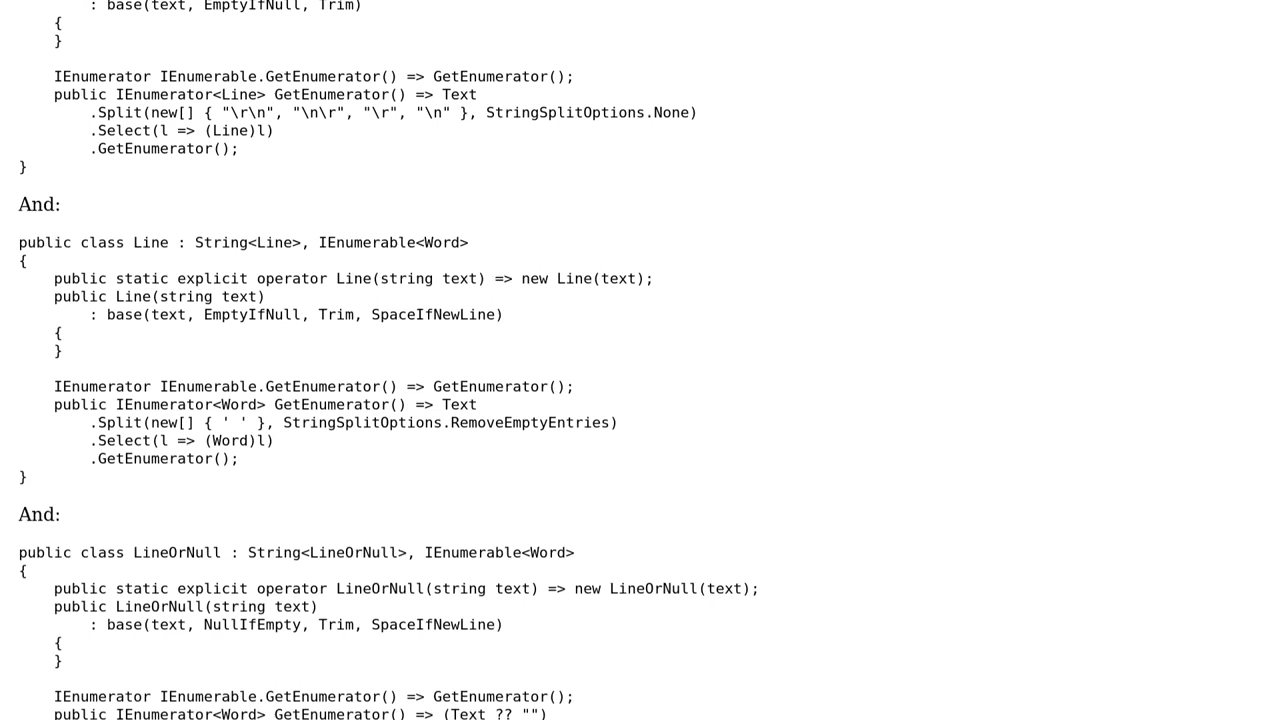 : base(text, EmptyIfNull, Trim)
    {
    }

    IEnumerator IEnumerable.GetEnumerator() => GetEnumerator();
    public IEnumerator<Line> GetEnumerator() => Text
        .Split(new[] { "\r\n", "\n\r", "\r", "\n" }, StringSplitOptions.None)
        .Select(l => (Line)l)
        .GetEnumerator();
}
And:
public class Line : String<Line>, IEnumerable<Word>
{
    public static explicit operator Line(string text) => new Line(text);
    public Line(string text)
        : base(text, EmptyIfNull, Trim, SpaceIfNewLine)
    {
    }

    IEnumerator IEnumerable.GetEnumerator() => GetEnumerator();
    public IEnumerator<Word> GetEnumerator() => Text
        .Split(new[] { ' ' }, StringSplitOptions.RemoveEmptyEntries)
        .Select(l => (Word)l)
        .GetEnumerator();
}
And:
public class LineOrNull : String<LineOrNull>, IEnumerable<Word>
{
    public static explicit operator LineOrNull(string text) => new LineOrNull(text);
    public LineOrNull(string text)
        : base(text, NullIfEmpty, Trim, SpaceIfNewLine)
    {
    }

    IEnumerator IEnumerable.GetEnumerator() => GetEnumerator();
    public IEnumerator<Word> GetEnumerator() => (Text ?? "")